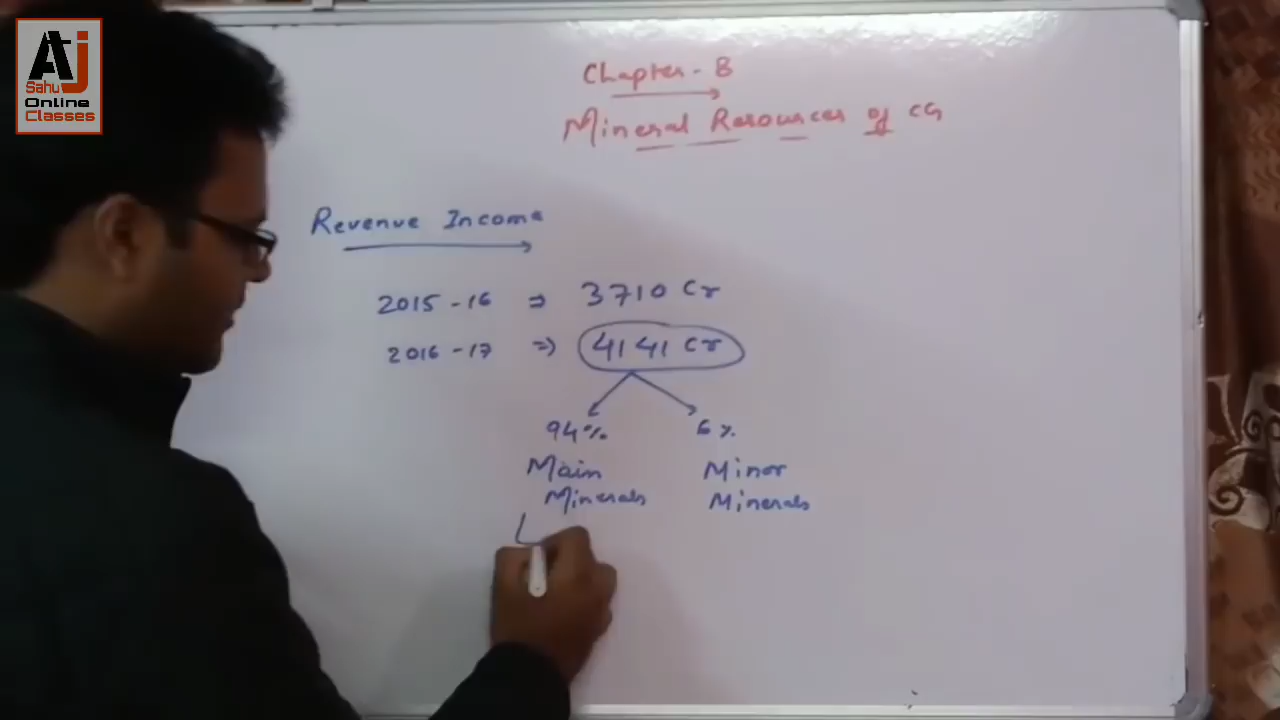 AJ
Sahu
Online
Classes
Chapter - 8
Mineral Resources of CG
Revenue Income
2015 - 16 ⇒ 3710 Cr
2016 - 17 ⇒ 4141 Cr
94% 6%
Main Minor
Minerals Minerals